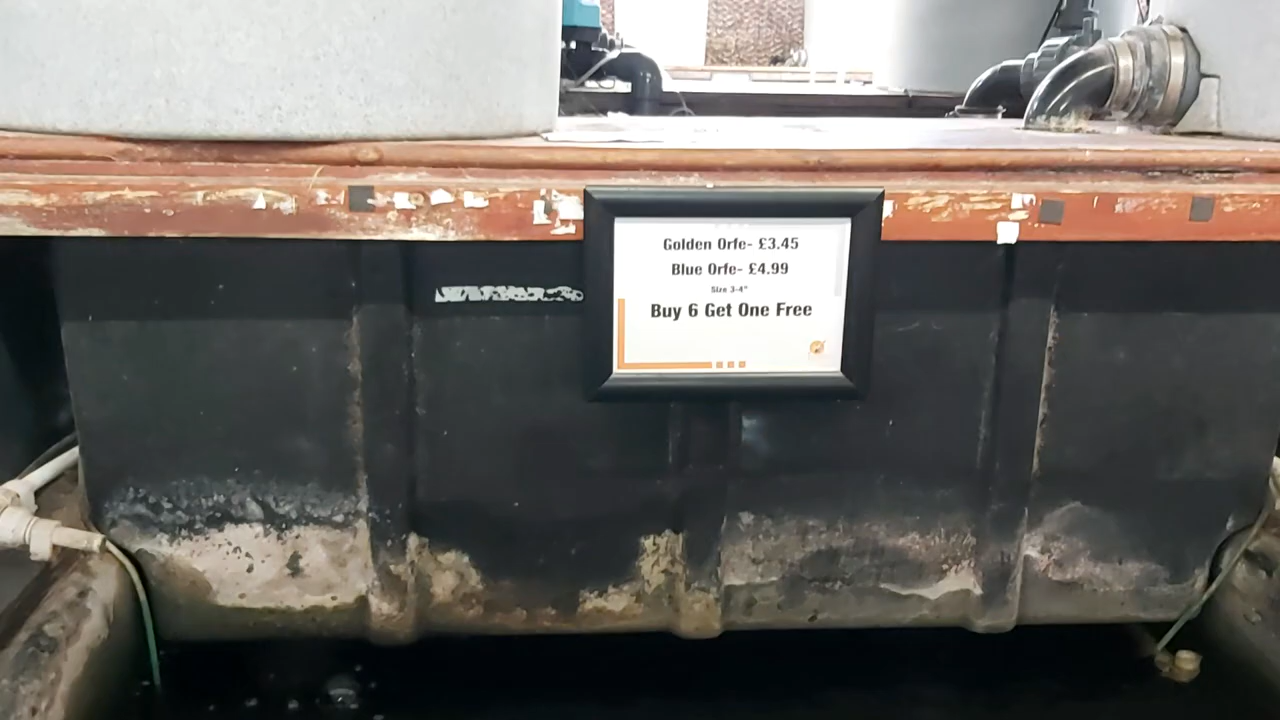 Golden Orfe- £3.45
Blue Orfe- £4.99
Size 3-4"
Buy 6 Get One Free